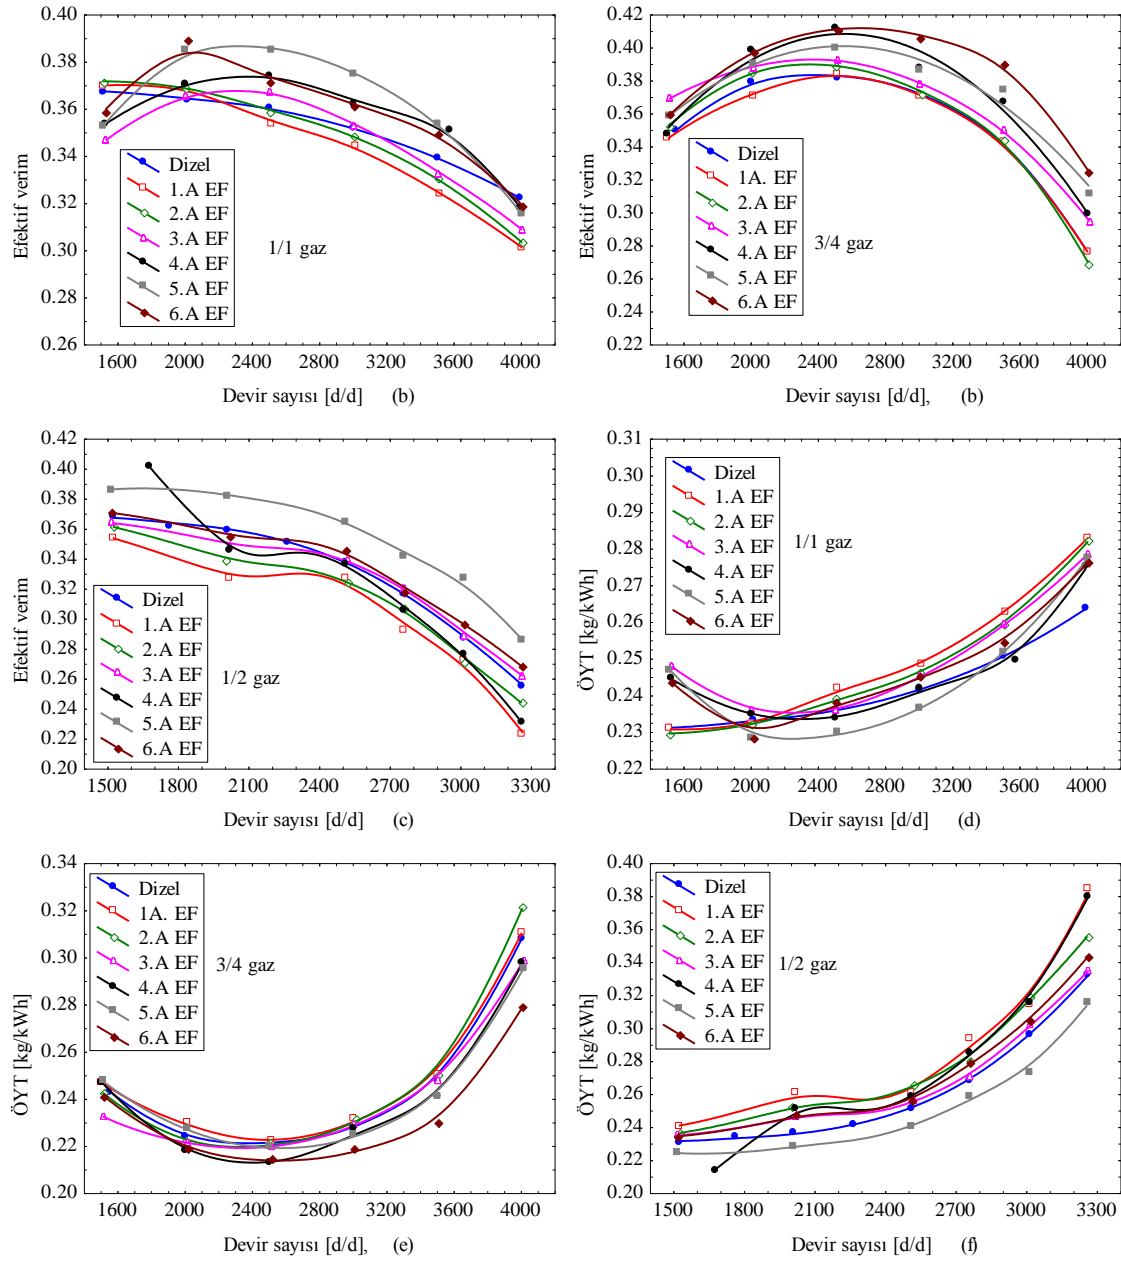 0.40
0.38
0.36
0.34
0.32
0.30
0.28
0.26
Efektif verim
Dizel
1.A EF
2.A EF
3.A EF
4.A EF
5.A EF
6.A EF
1/1 gaz
1600 2000 2400 2800 3200 3600 4000
Devir sayısı [d/d] (b)
0.42
0.40
0.38
0.36
0.34
0.32
0.30
0.28
0.26
0.24
0.22
Efektif verim
Dizel
1A. EF
2.A EF
3.A EF
4.A EF
5.A EF
6.A EF
3/4 gaz
1600 2000 2400 2800 3200 3600 4000
Devir sayısı [d/d], (b)
0.42
0.40
0.38
0.36
0.34
0.32
0.30
0.28
0.26
0.24
0.22
0.20
Efektif verim
Dizel
1.A EF
2.A EF
3.A EF
4.A EF
5.A EF
6.A EF
1/2 gaz
1500 1800 2100 2400 2700 3000 3300
Devir sayısı [d/d] (c)
0.31
0.30
0.29
0.28
0.27
0.26
0.25
0.24
0.23
0.22
ÖYT [kg/kWh]
Dizel
1.A EF
2.A EF
3.A EF
4.A EF
5.A EF
6.A EF
1/1 gaz
1600 2000 2400 2800 3200 3600 4000
Devir sayısı [d/d] (d)
0.34
0.32
0.30
0.28
0.26
0.24
0.22
0.20
ÖYT [kg/kWh]
Dizel
1A. EF
2.A EF
3.A EF
4.A EF
5.A EF
6.A EF
3/4 gaz
1600 2000 2400 2800 3200 3600 4000
Devir sayısı [d/d], (e)
0.40
0.38
0.36
0.34
0.32
0.30
0.28
0.26
0.24
0.22
0.20
ÖYT [kg/kWh]
Dizel
1.A EF
2.A EF
3.A EF
4.A EF
5.A EF
6.A EF
1/2 gaz
1500 1800 2100 2400 2700 3000 3300
Devir sayısı [d/d] (f)